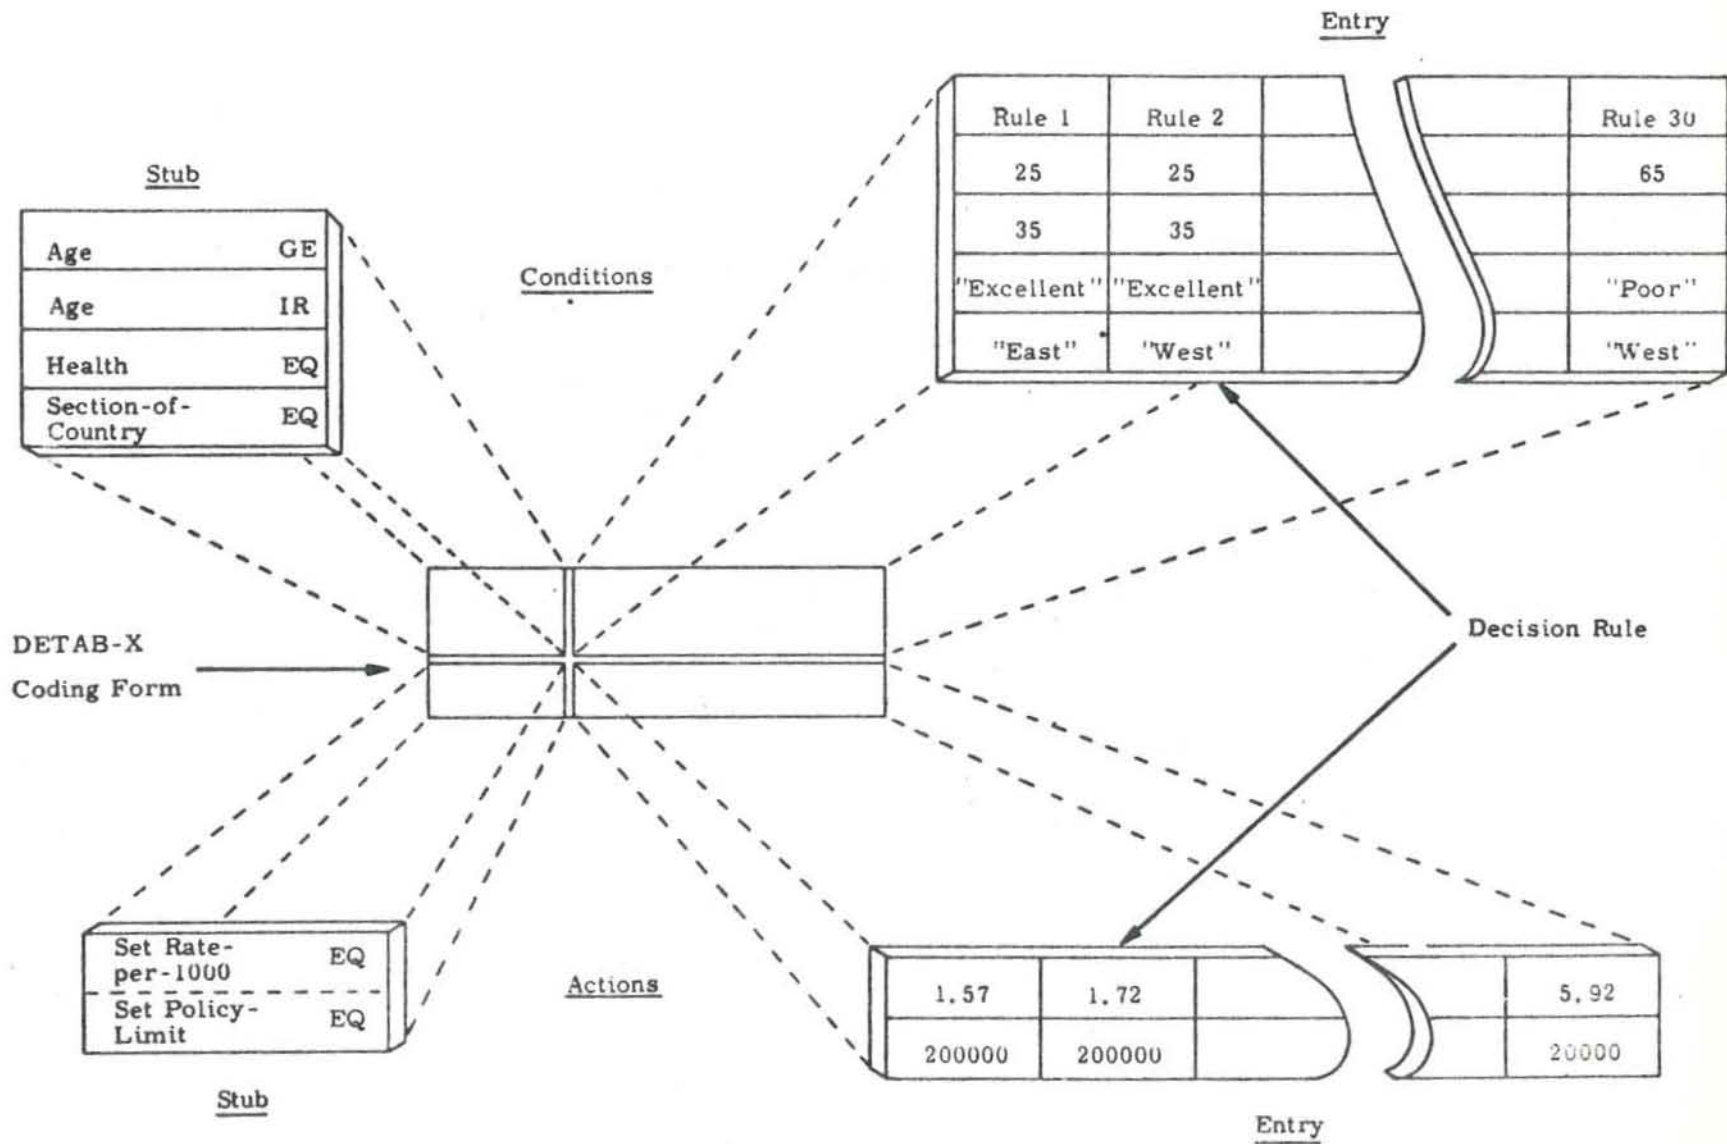 Entry
Rule 1 Rule 2 Rule 30
25 25 65
35 35
"Excellent" "Excellent" "Poor"
"East" "West" "West"
Stub
Age GE
Age IR
Health EQ
Section-of-
Country EQ
Conditions
DETAB-X
Coding Form
Decision Rule
Set Rate-
per-1000 EQ
Set Policy-
Limit EQ
Stub
Actions
1.57 1.72 5.92
200000 200000 20000
Entry